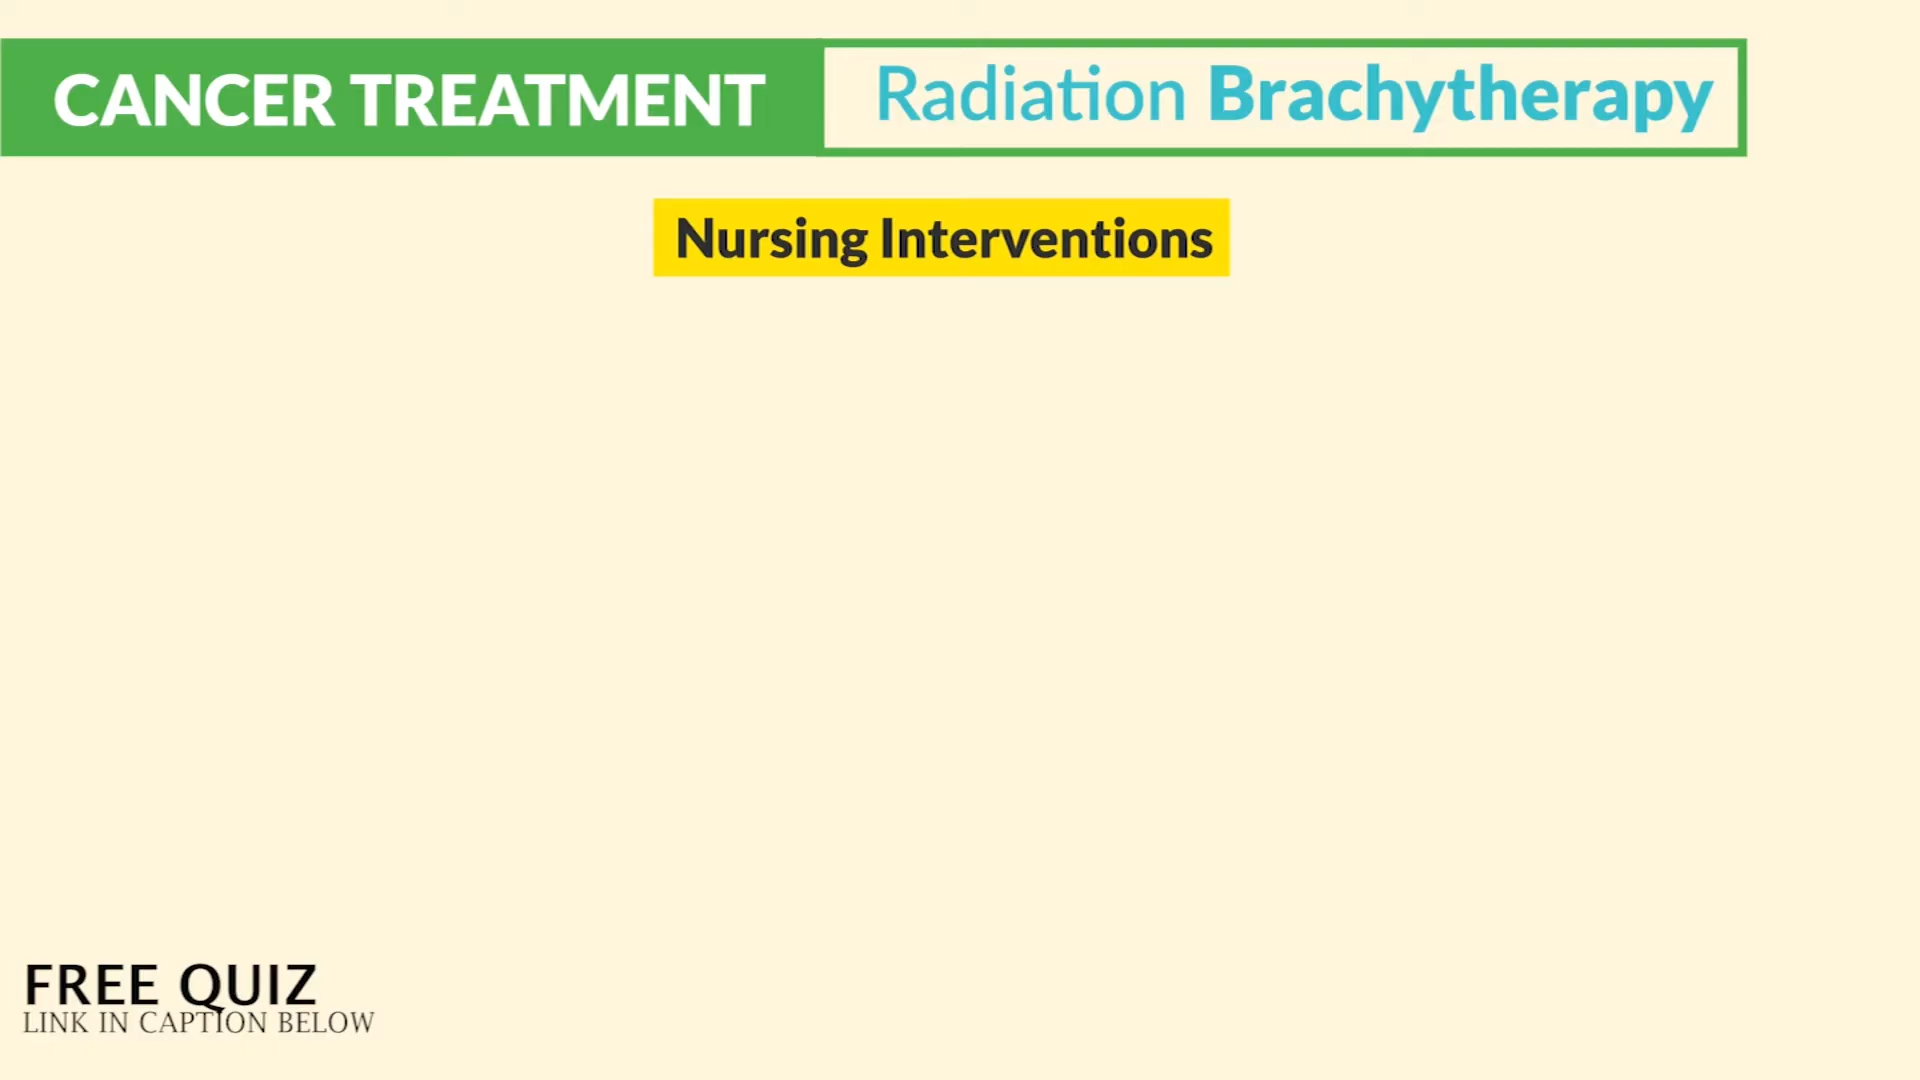 CANCER TREATMENT Radiation Brachytherapy
Nursing Interventions
FREE QUIZ
LINK IN CAPTION BELOW